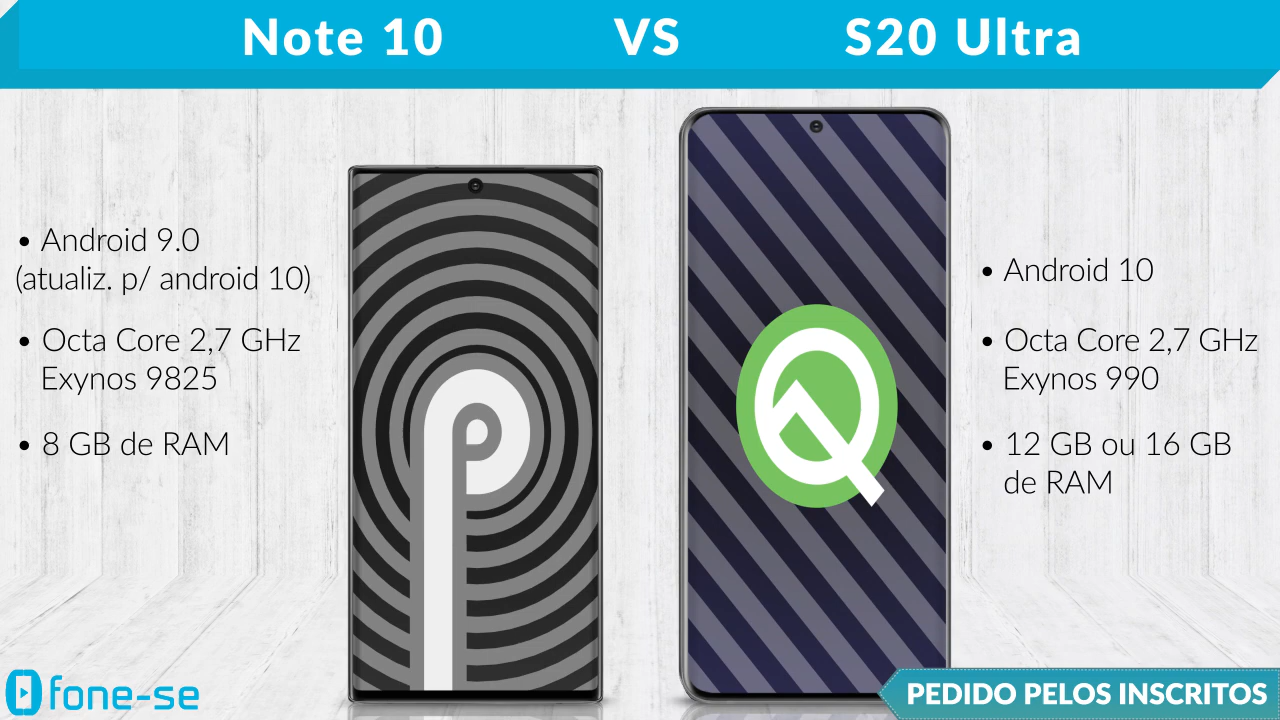 Note 10 VS S20 Ultra
• Android 9.0
(atualiz. p/ android 10)
• Octa Core 2,7 GHz
Exynos 9825
• 8 GB de RAM
• Android 10
• Octa Core 2,7 GHz
Exynos 990
• 12 GB ou 16 GB
de RAM
fone-se
PEDIDO PELOS INSCRITOS